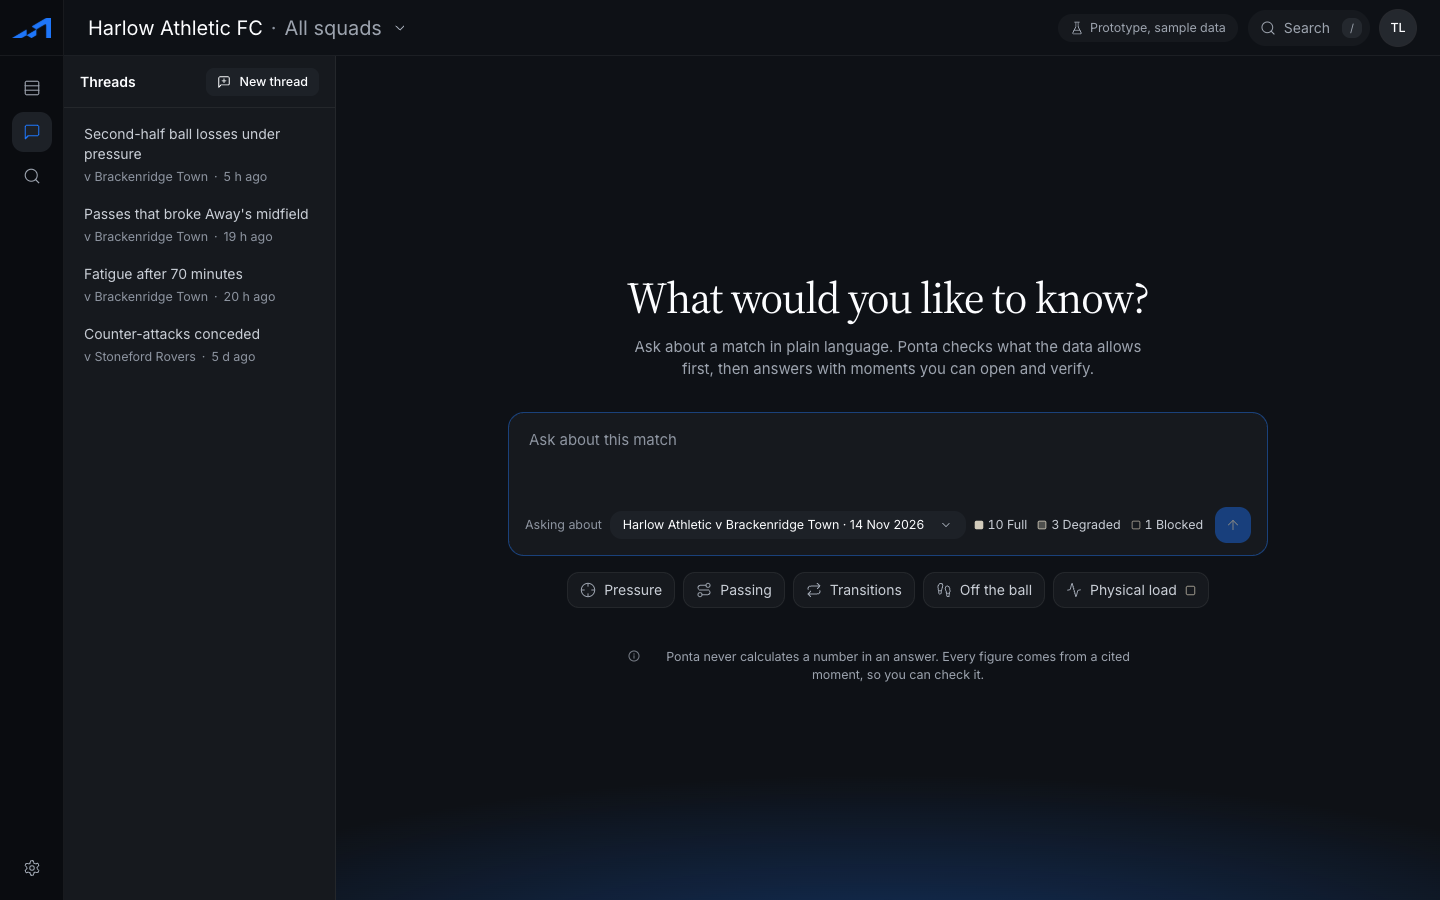 Harlow Athletic FC · All squads
Prototype, sample data
Search /
TL
Threads
New thread
Second-half ball losses under
pressure
v Brackenridge Town · 5 h ago
Passes that broke Away's midfield
v Brackenridge Town · 19 h ago
Fatigue after 70 minutes
v Brackenridge Town · 20 h ago
Counter-attacks conceded
v Stoneford Rovers · 5 d ago
What would you like to know?
Ask about a match in plain language. Ponta checks what the data allows
first, then answers with moments you can open and verify.
Ask about this match
Asking about Harlow Athletic v Brackenridge Town · 14 Nov 2026 10 Full 3 Degraded 1 Blocked
Pressure Passing Transitions Off the ball Physical load
Ponta never calculates a number in an answer. Every figure comes from a cited
moment, so you can check it.